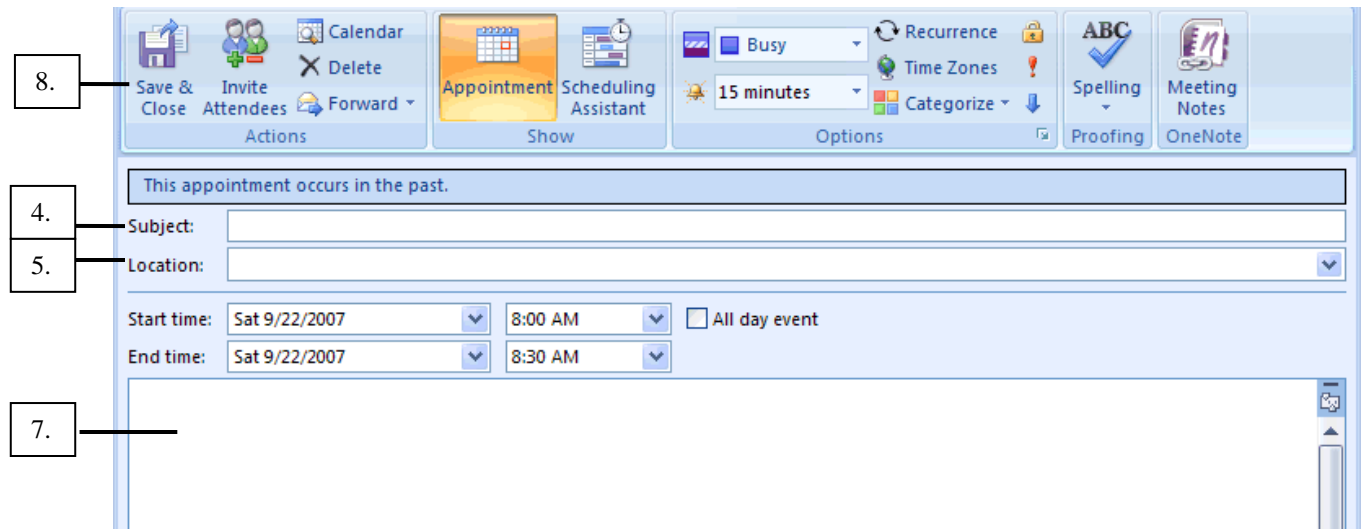 8.
Save & Close
Invite Attendees
Calendar
Delete
Forward
Actions
Appointment
Scheduling Assistant
Show
Busy
15 minutes
Recurrence
Time Zones
Categorize
Options
ABC
Spelling
Proofing
Meeting Notes
OneNote
This appointment occurs in the past.
4.
Subject:
5.
Location:
Start time: Sat 9/22/2007 8:00 AM All day event
End time: Sat 9/22/2007 8:30 AM
7.